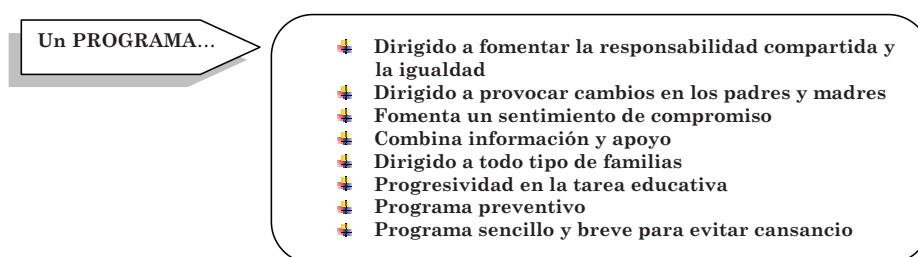 Un PROGRAMA...
Dirigido a fomentar la responsabilidad compartida y
la igualdad
Dirigido a provocar cambios en los padres y madres
Fomenta un sentimiento de compromiso
Combina información y apoyo
Dirigido a todo tipo de familias
Progresividad en la tarea educativa
Programa preventivo
Programa sencillo y breve para evitar cansancio